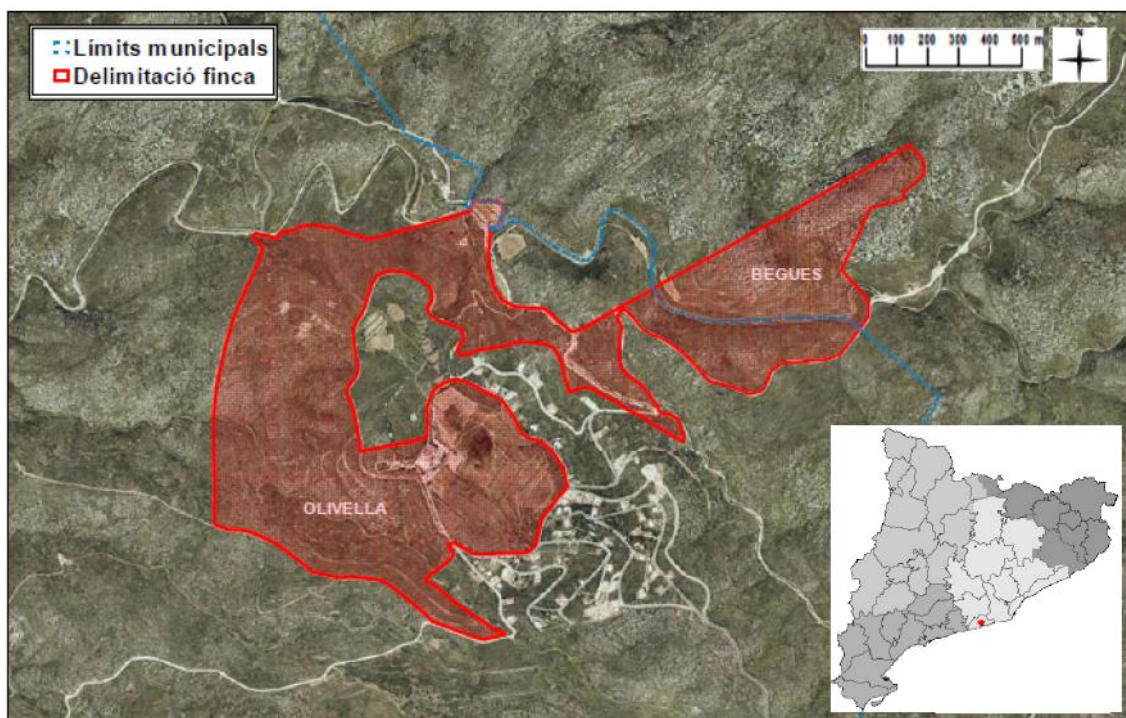 Límits municipals
Delimitació finca
0 100 200 300 400 500 m
N
BEGUES
OLIVELLA